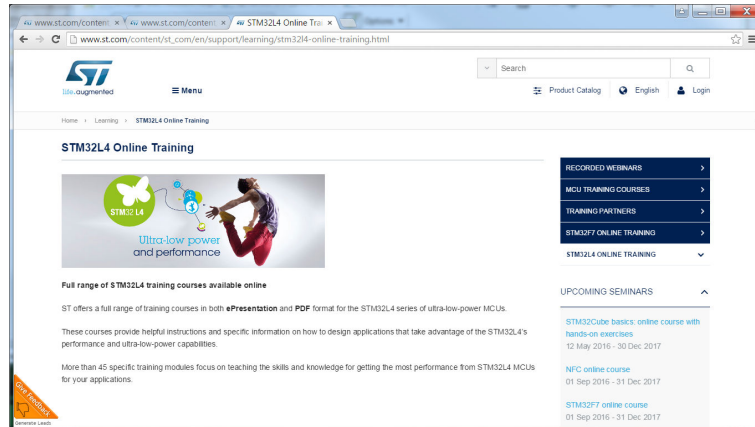 www.st.com/content
www.st.com/content
STM32L4 Online Trai
www.st.com/content/st_com/en/support/learning/stm32l4-online-training.html
ST
life.augmented
Menu
Search
Product Catalog
English
Login
Home › Learning › STM32L4 Online Training
STM32L4 Online Training
STM32 L4
Ultra-low power
and performance
Full range of STM32L4 training courses available online
ST offers a full range of training courses in both ePresentation and PDF format for the STM32L4 series of ultra-low-power MCUs.
These courses provide helpful instructions and specific information on how to design applications that take advantage of the STM32L4's
performance and ultra-low-power capabilities.
More than 45 specific training modules focus on teaching the skills and knowledge for getting the most performance from STM32L4 MCUs
for your applications.
RECORDED WEBINARS
MCU TRAINING COURSES
TRAINING PARTNERS
STM32F7 ONLINE TRAINING
STM32L4 ONLINE TRAINING
UPCOMING SEMINARS
STM32Cube basics: online course with
hands-on exercises
12 May 2016 - 30 Dec 2017
NFC online course
01 Sep 2016 - 31 Dec 2017
STM32F7 online course
01 Sep 2016 - 31 Dec 2017
Give Feedback
Generate Leads